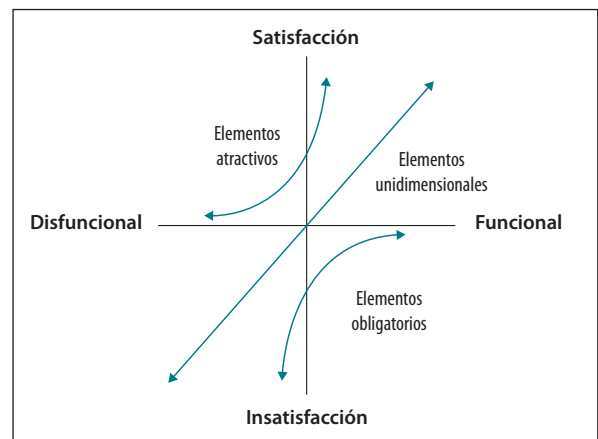 Satisfacción
Elementos
atractivos
Elementos
unidimensionales
Disfuncional
Funcional
Elementos
obligatorios
Insatisfacción